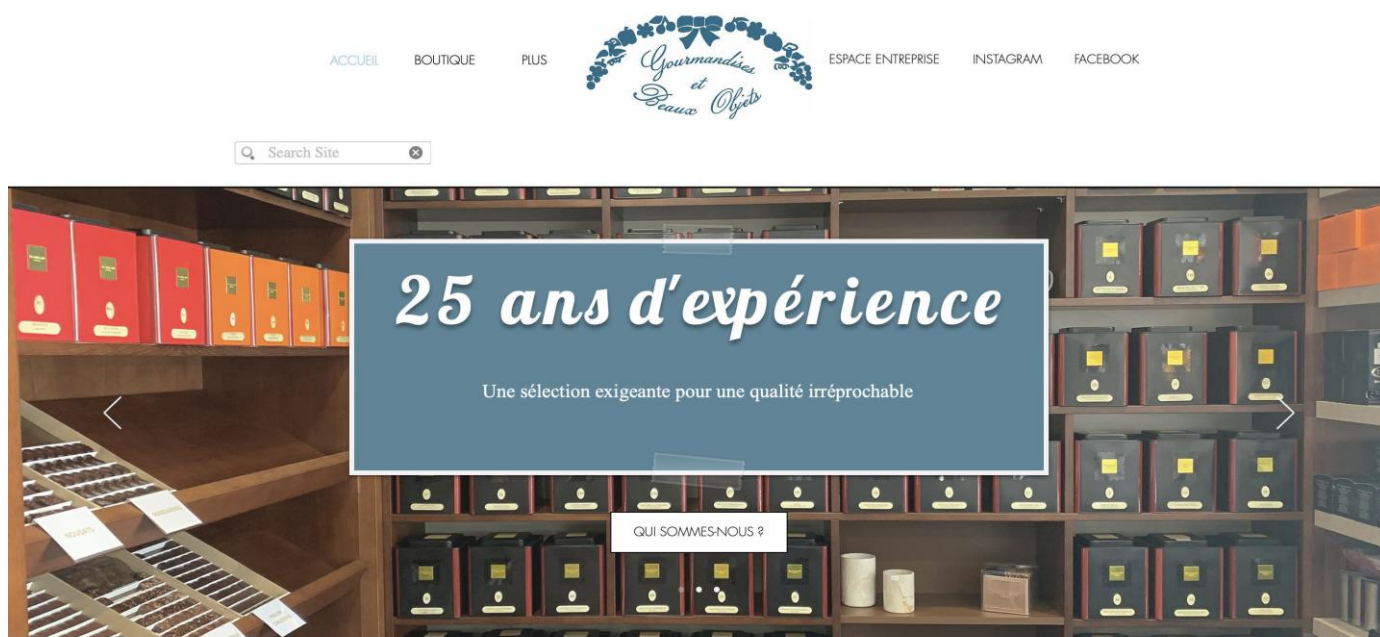 ACCUEIL
BOUTIQUE
PLUS
Gourmandises
et
Beaux Objets
ESPACE ENTREPRISE
INSTAGRAM
FACEBOOK
Search Site
25 ans d'expérience
Une sélection exigeante pour une qualité irréprochable
NOUGATS
QUI SOMMES-NOUS ?